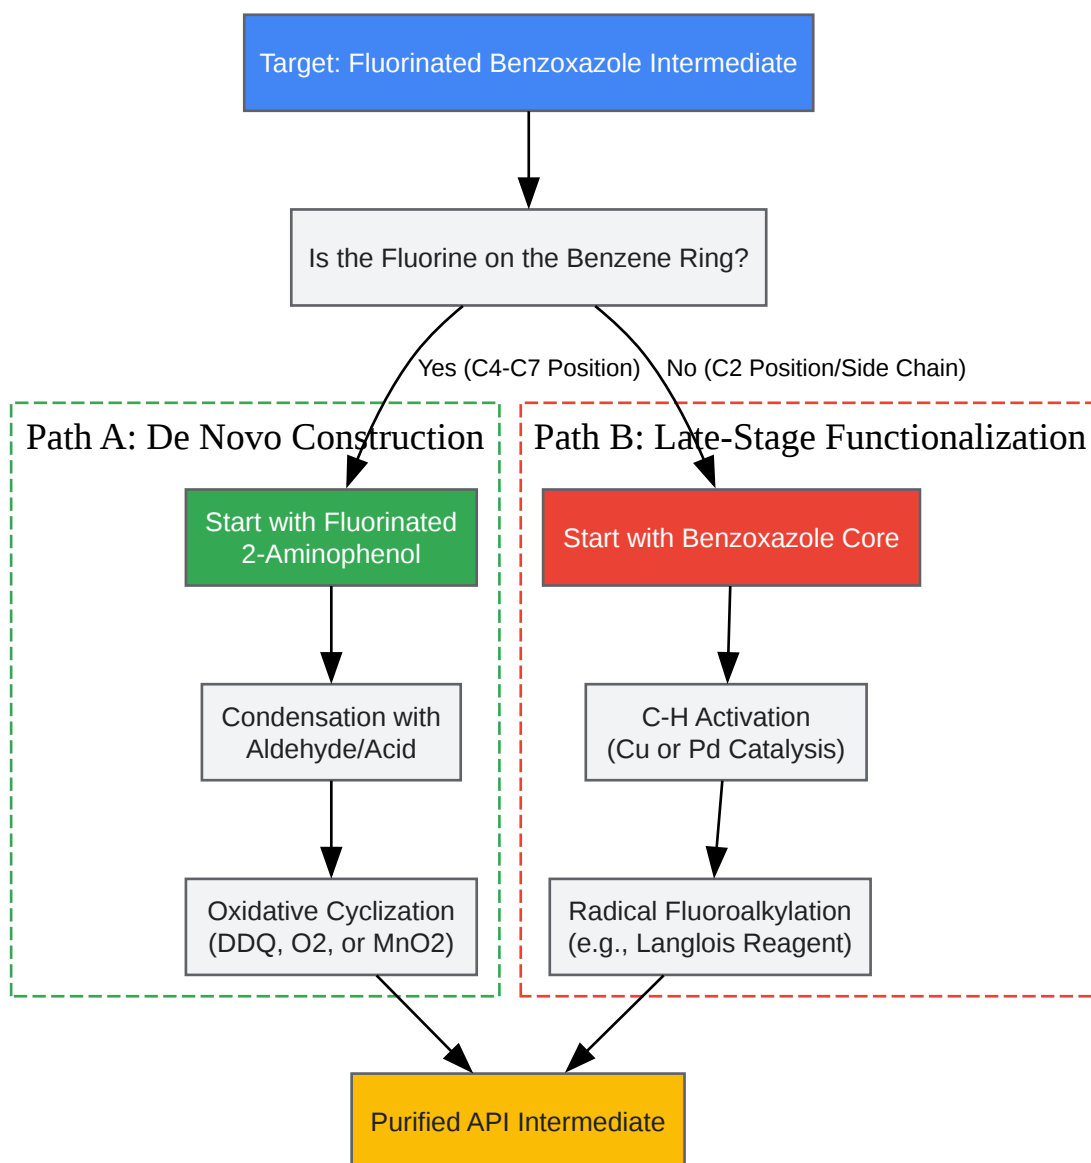 Target: Fluorinated Benzoxazole Intermediate
Is the Fluorine on the Benzene Ring?
Yes (C4-C7 Position)
No (C2 Position/Side Chain)
Path A: De Novo Construction
Start with Fluorinated
2-Aminophenol
Condensation with
Aldehyde/Acid
Oxidative Cyclization
(DDQ, O2, or MnO2)
Path B: Late-Stage Functionalization
Start with Benzoxazole Core
C-H Activation
(Cu or Pd Catalysis)
Radical Fluoroalkylation
(e.g., Langlois Reagent)
Purified API Intermediate